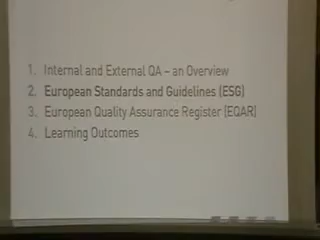 1. Internal and External QA – an Overview
2. European Standards and Guidelines (ESG)
3. European Quality Assurance Register (EQAR)
4. Learning Outcomes